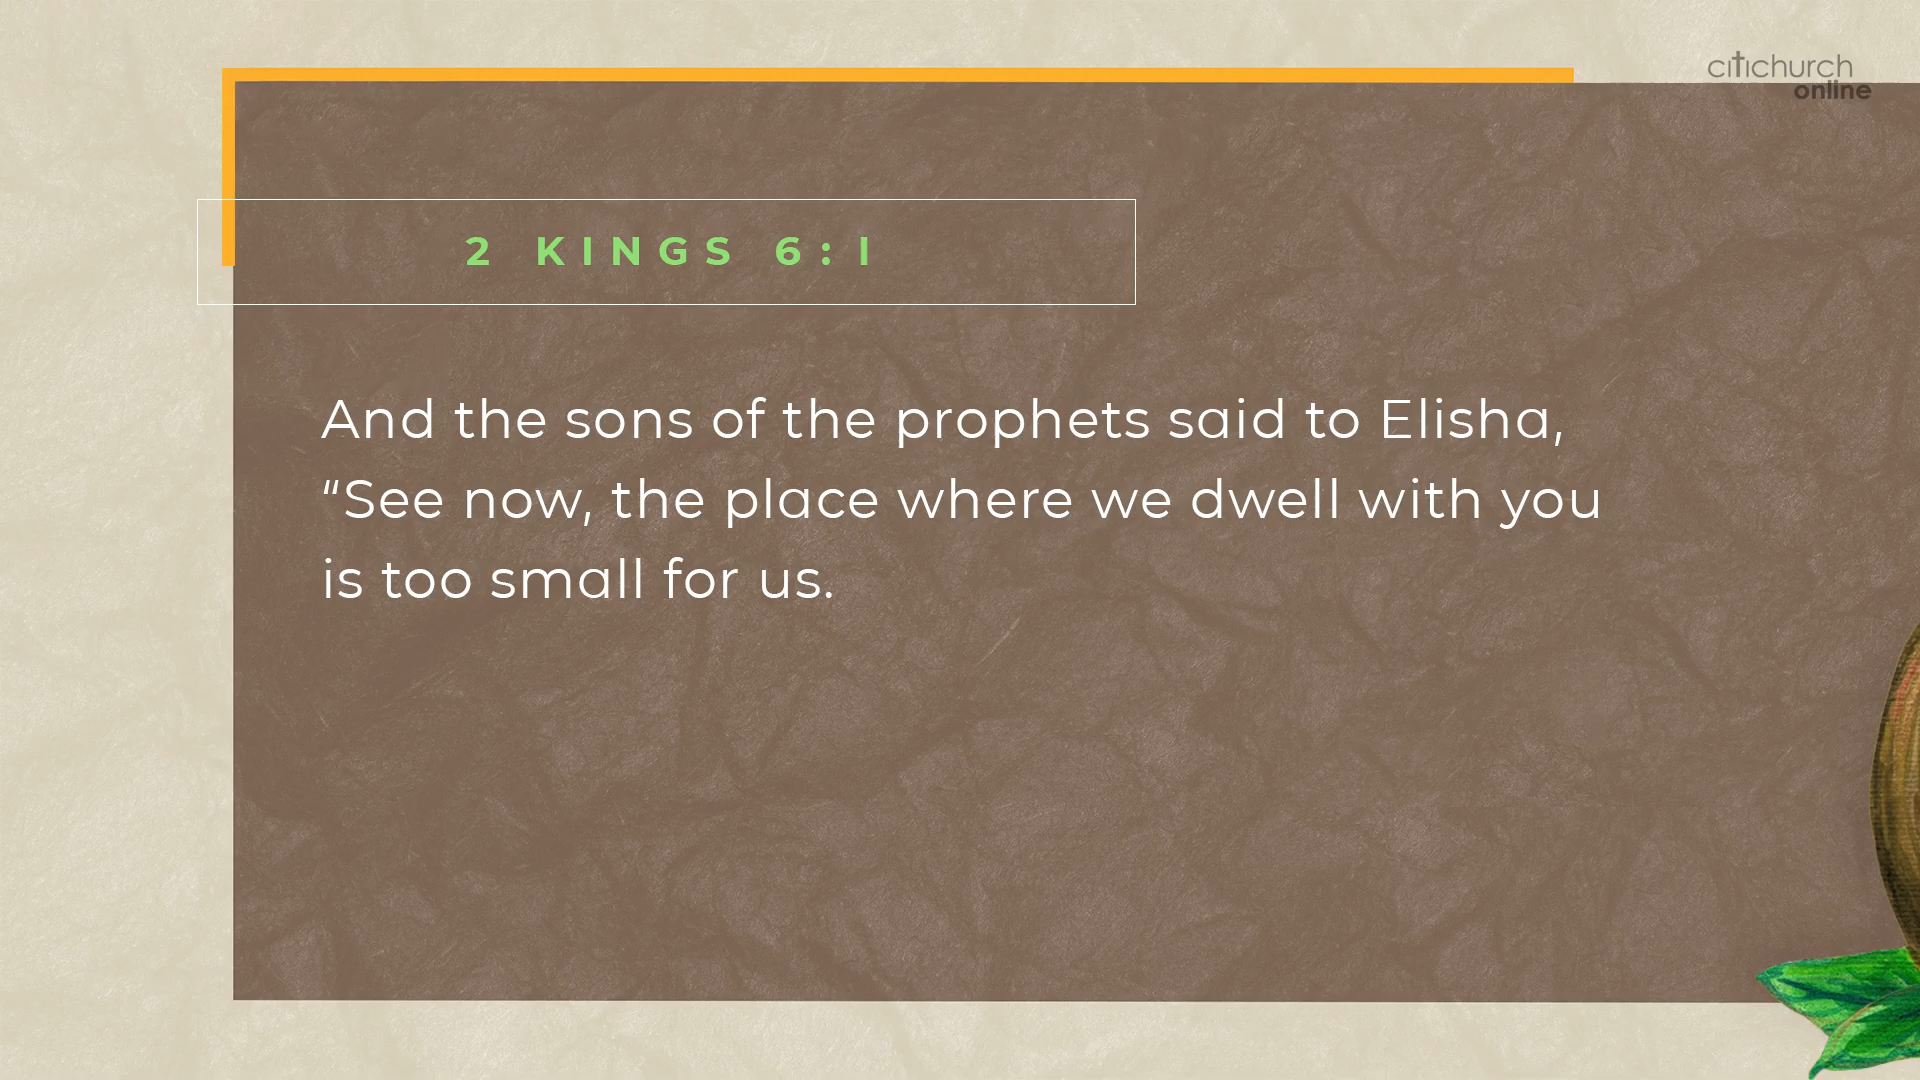 citichurch
online
2 KINGS 6:1
And the sons of the prophets said to Elisha,
“See now, the place where we dwell with you
is too small for us.